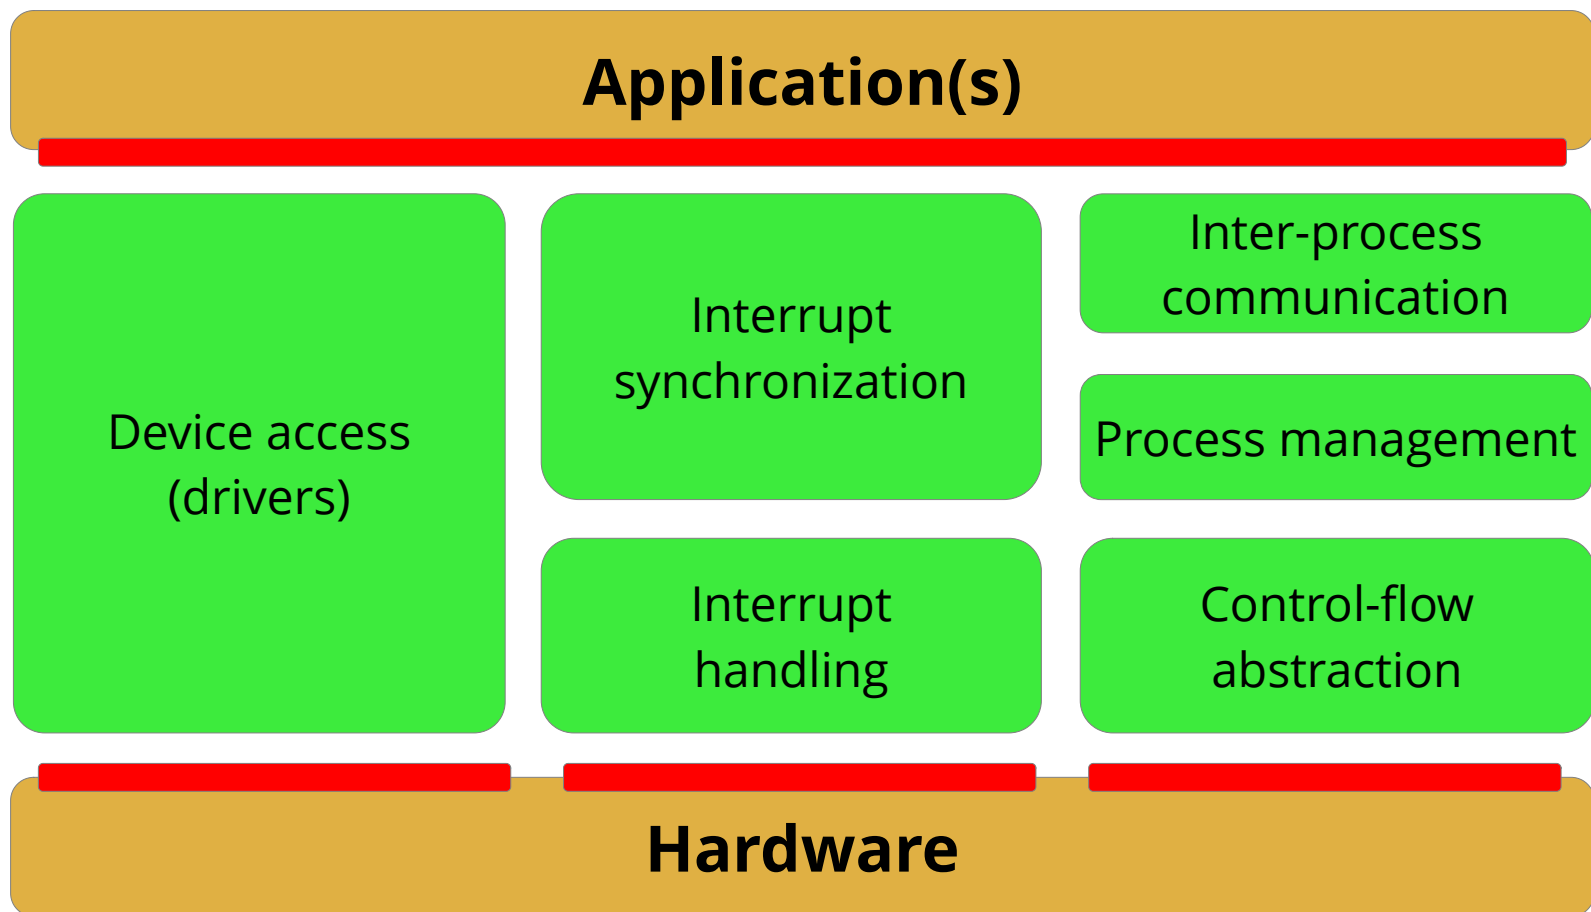 Application(s)
Device access
(drivers)
Interrupt
synchronization
Interrupt
handling
Inter-process
communication
Process management
Control-flow
abstraction
Hardware